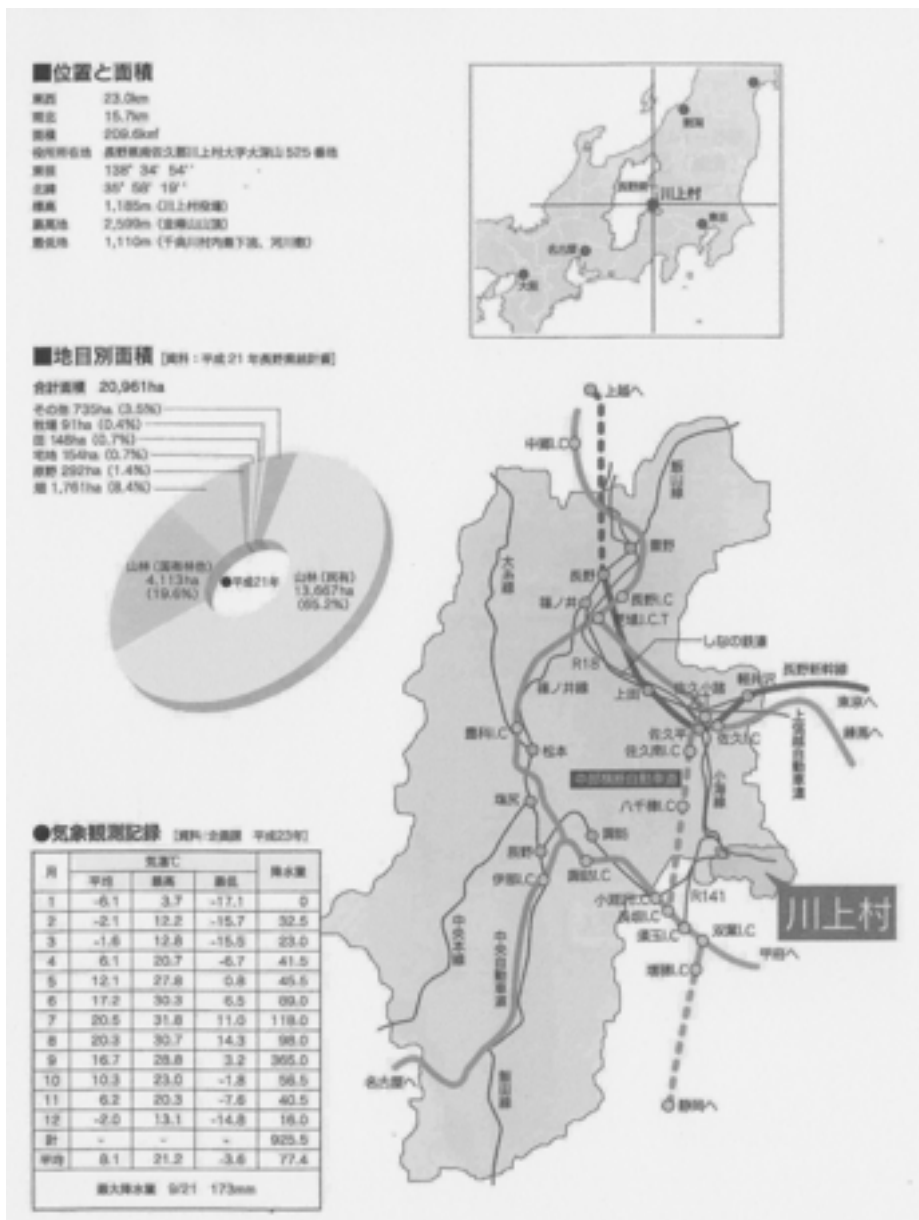 ■位置と面積
東西 23.0km
南北 15.7km
面積 209.6km²
役所所在地 長野県南佐久郡川上村大字大深山525番地
東経 138° 34′ 54″
北緯 35° 58′ 19″
標高 1,185m（川上村役場）
最高地 2,599m（金峰山山頂）
最低地 1,110m（千曲川村内最下流、河川敷）
新潟
長野県
川上村
東京
名古屋
大阪
■地目別面積 [資料：平成21年長野県統計書]
合計面積 20,961ha
その他 735ha（3.5%）
牧場 91ha（0.4%）
田 148ha（0.7%）
宅地 154ha（0.7%）
原野 292ha（1.4%）
畑 1,761ha（8.4%）
山林（国有林他）
4,113ha
（19.6%）
●平成21年
山林（民有）
13,667ha
（65.2%）
上越へ
中郷I.C
飯山線
豊野
大糸線
長野
長野I.C
篠ノ井
更埴J.C.T
しなの鉄道
R18
篠ノ井線
上田
佐久小諸
軽井沢
長野新幹線
東京へ
練馬へ
上信越自動車道
佐久平
佐久I.C
佐久南I.C
豊科I.C
松本
中部横断自動車道
小海線
八千穂I.C
塩尻
諏訪
辰野
伊那I.C
諏訪I.C
小淵沢I.C
長坂I.C
須玉I.C
R141
川上村
双葉I.C
甲府へ
増穂I.C
中央本線
中央自動車道
名古屋へ
飯田線
静岡へ
●気象観測記録 [資料/企画課 平成23年]
月 気温℃ 降水量
平均 最高 最低
1 -6.1 3.7 -17.1 0
2 -2.1 12.2 -15.7 32.5
3 -1.6 12.8 -15.5 23.0
4 6.1 20.7 -6.7 41.5
5 12.1 27.8 0.8 45.5
6 17.2 30.3 6.5 89.0
7 20.5 31.8 11.0 118.0
8 20.3 30.7 14.3 98.0
9 16.7 28.8 3.2 365.0
10 10.3 23.0 -1.8 56.5
11 6.2 20.3 -7.6 40.5
12 -2.0 13.1 -14.8 16.0
計 - - - 925.5
平均 8.1 21.2 -3.6 77.4
最大降水量 9/21 173mm